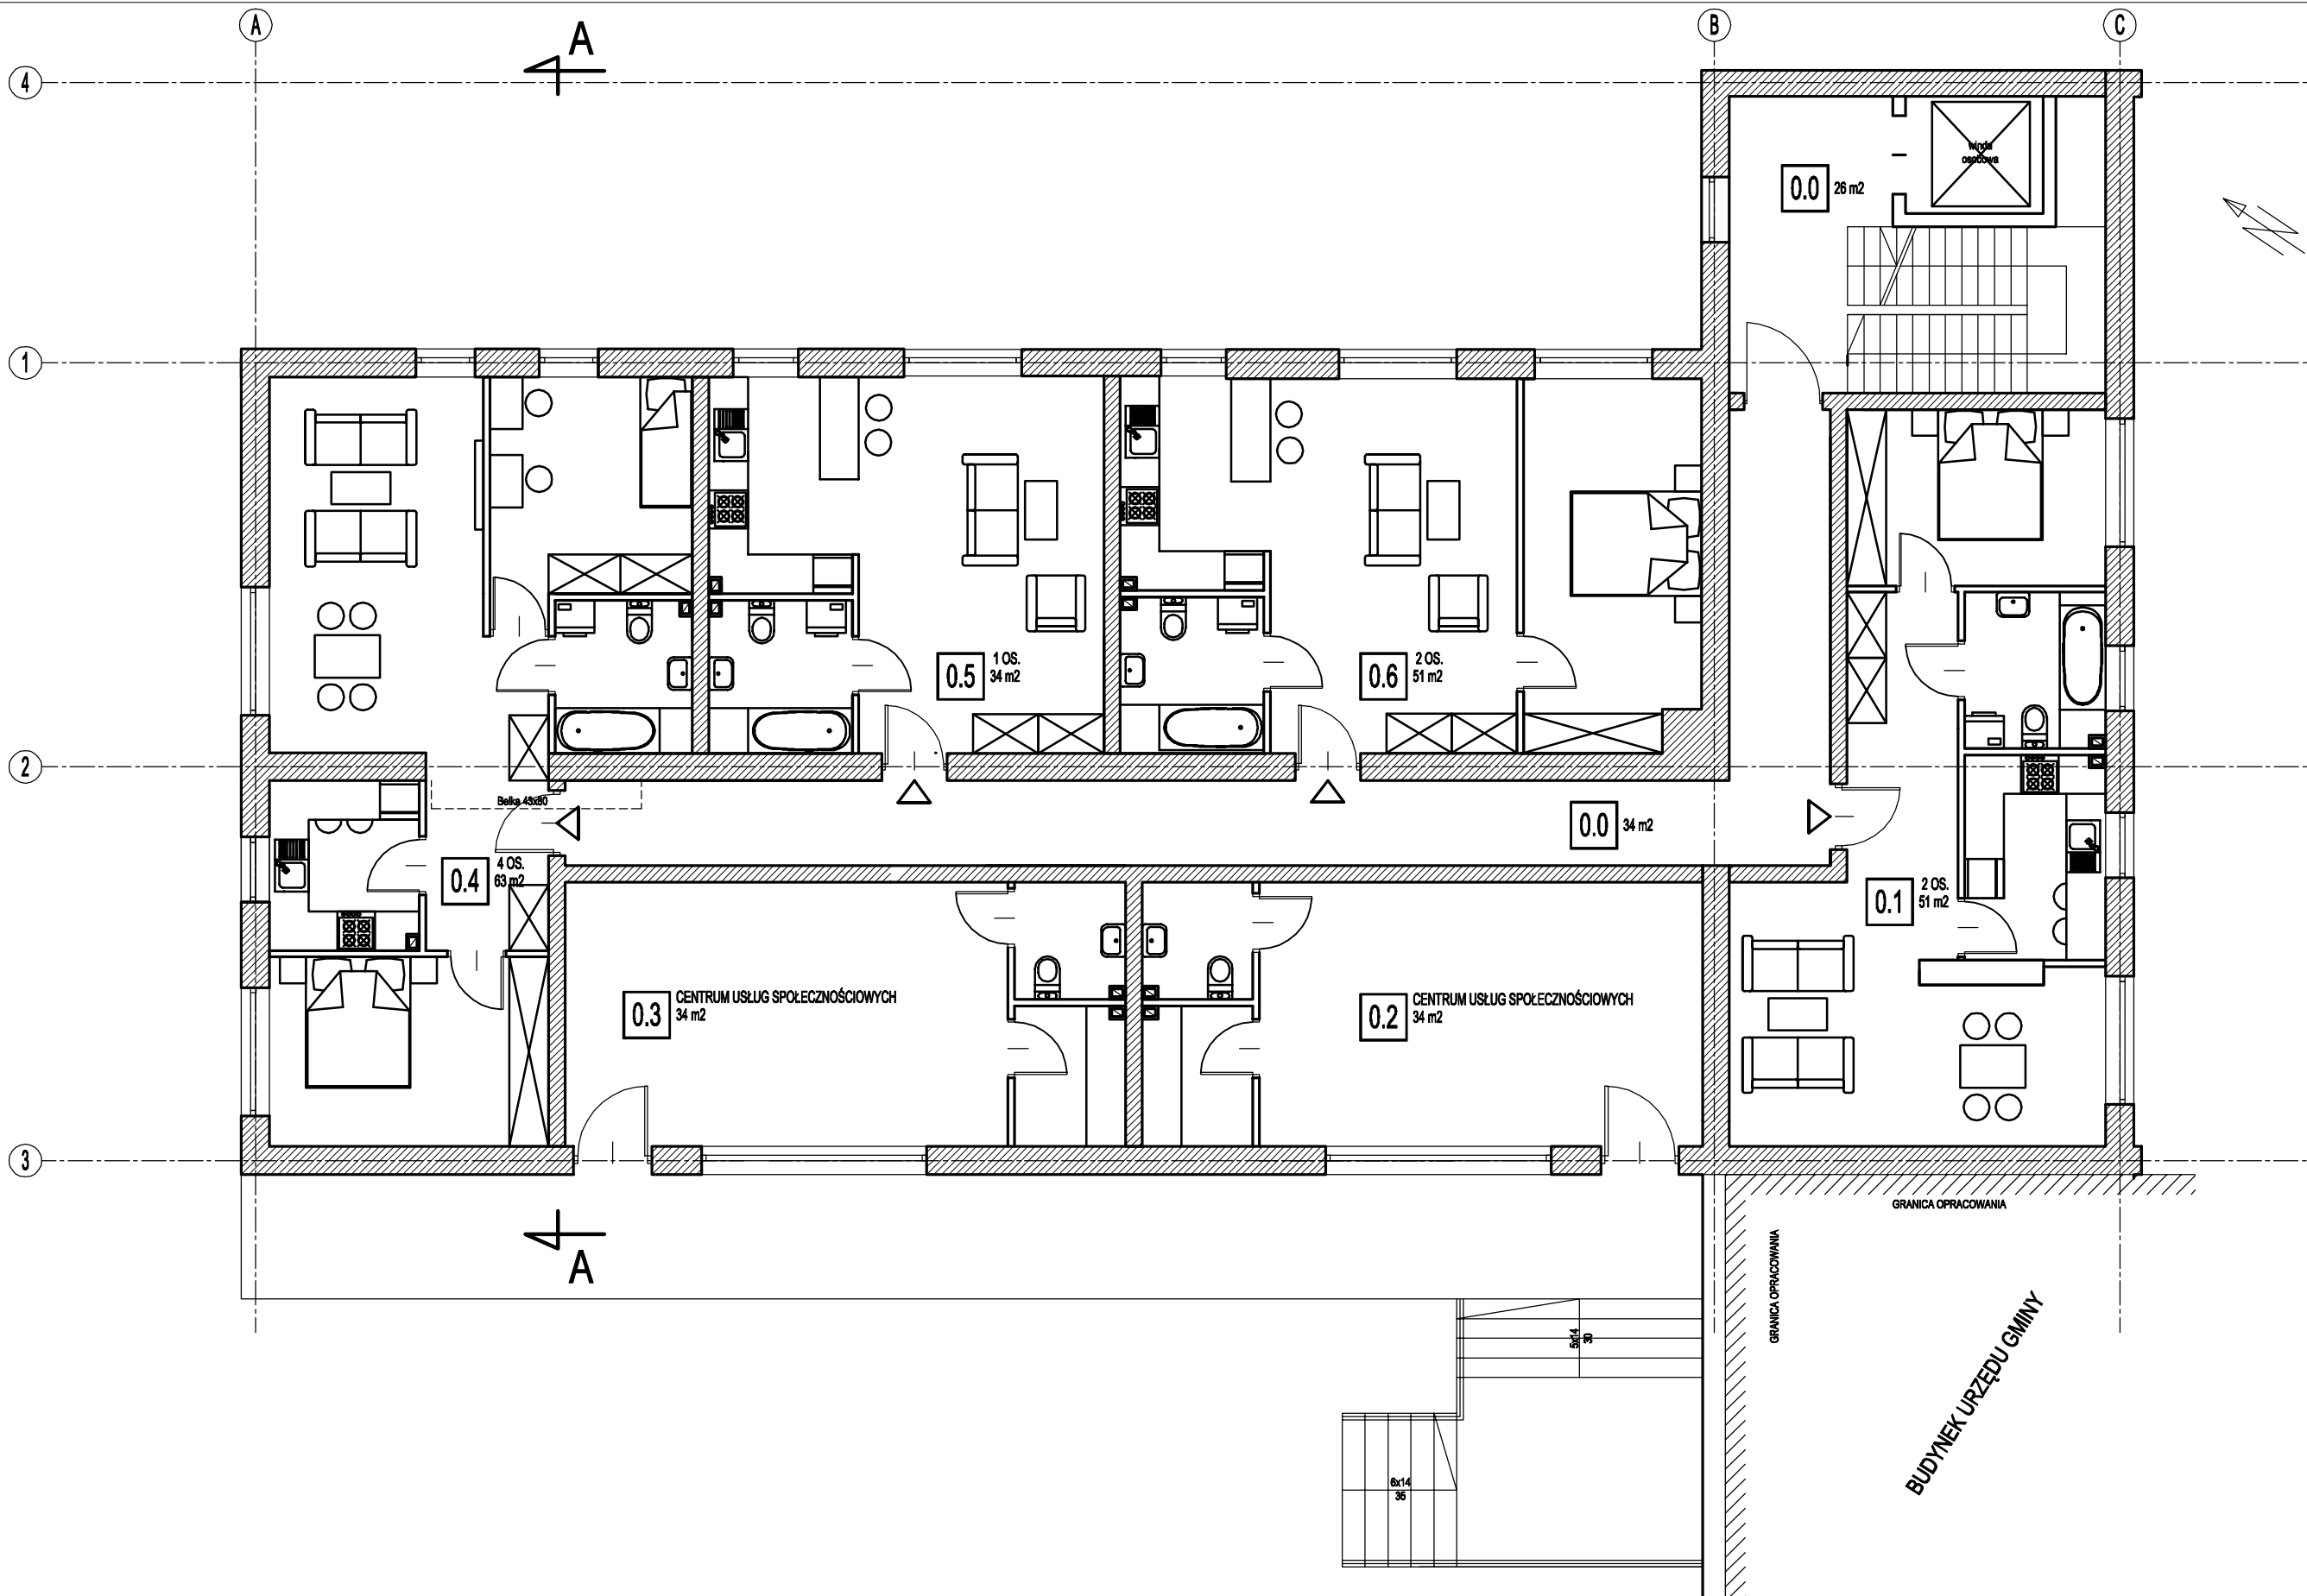 A
B
C
A
4
winda
osobowa
0.0
26 m2
1
0.5
1 OS.
34 m2
0.6
2 OS.
51 m2
2
Belka 43x80
0.0
34 m2
0.4
4 OS.
63 m2
0.1
2 OS.
51 m2
0.3
CENTRUM USŁUG SPOŁECZNOŚCIOWYCH
34 m2
0.2
CENTRUM USŁUG SPOŁECZNOŚCIOWYCH
34 m2
3
GRANICA OPRACOWANIA
A
GRANICA OPRACOWANIA
5x14
30
BUDYNEK URZĘDU GMINY
6x14
35